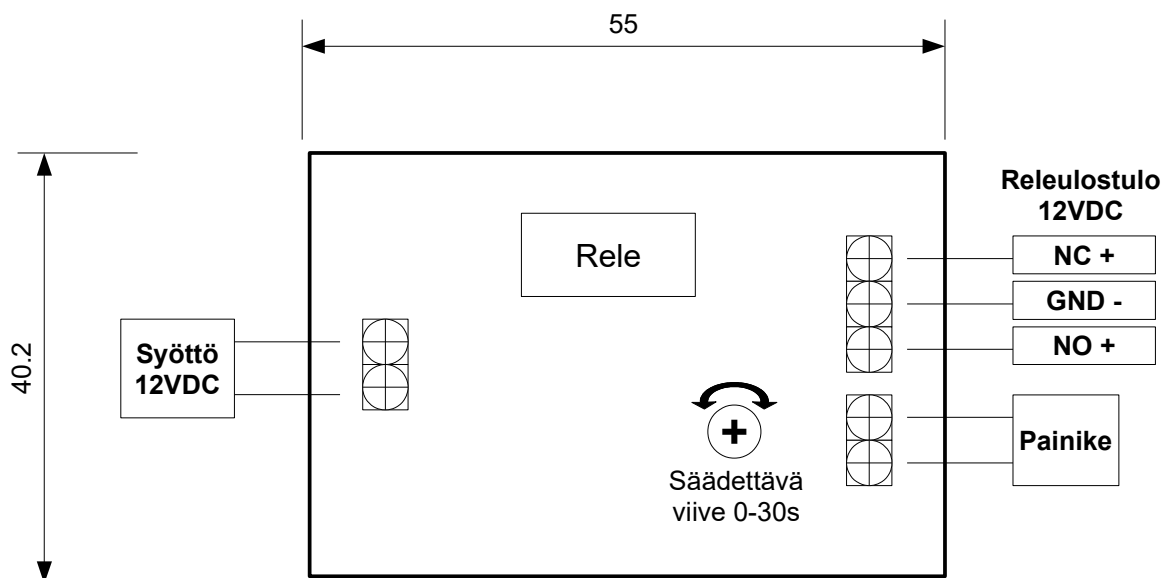 55
40.2
Releulostulo
12VDC
NC +
GND -
NO +
Rele
Syöttö
12VDC
Painike
Säädettävä
viive 0-30s